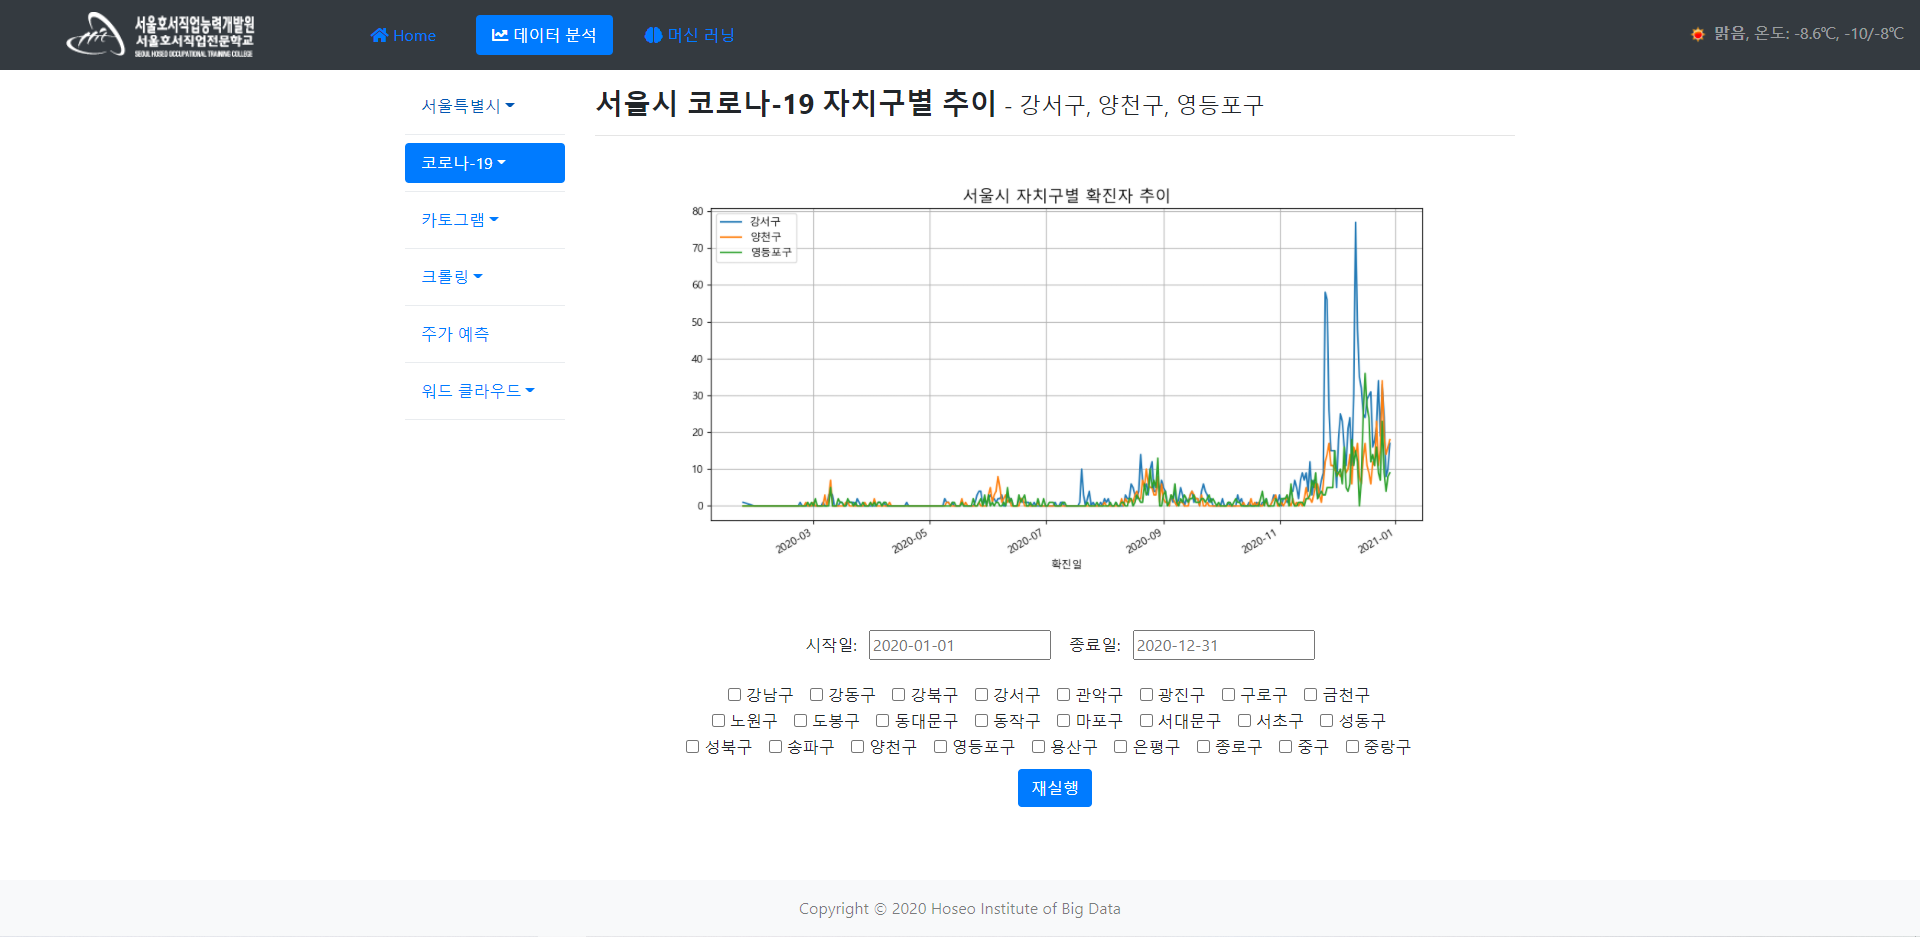 서울호서직업능력개발원
서울호서직업전문학교
SEOUL HOSEO OCCUPATIONAL TRAINING COLLEGE
Home
데이터 분석
머신 러닝
맑음, 온도: -8.6℃, -10/-8℃
서울특별시
코로나-19
카토그램
크롤링
주가 예측
워드 클라우드
서울시 코로나-19 자치구별 추이 - 강서구, 양천구, 영등포구
서울시 자치구별 확진자 추이
강서구
양천구
영등포구
80
70
60
50
40
30
20
10
0
2020-03
2020-05
2020-07
2020-09
2020-11
2021-01
확진일
시작일: 2020-01-01 종료일: 2020-12-31
강남구 강동구 강북구 강서구 관악구 광진구 구로구 금천구
노원구 도봉구 동대문구 동작구 마포구 서대문구 서초구 성동구
성북구 송파구 양천구 영등포구 용산구 은평구 종로구 중구 중랑구
재실행
Copyright © 2020 Hoseo Institute of Big Data